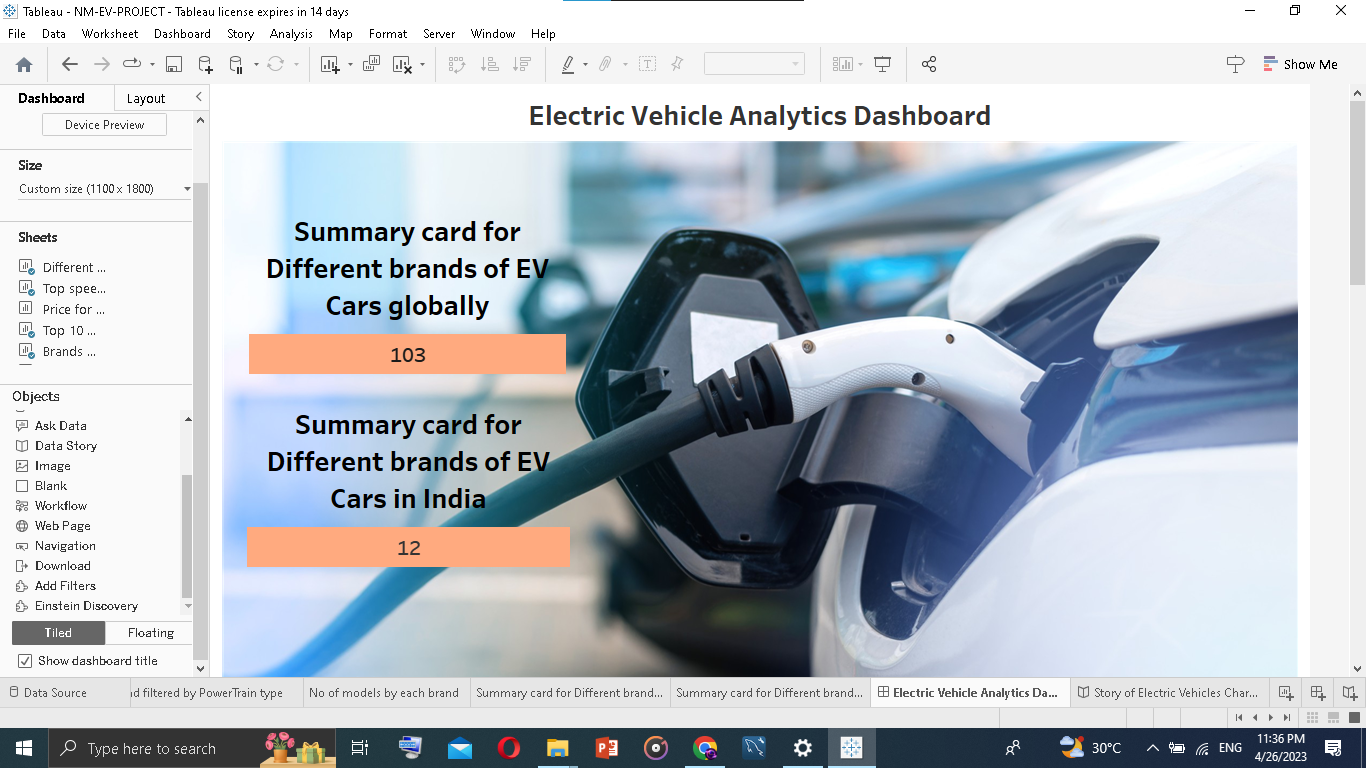 Tableau - NM-EV-PROJECT - Tableau license expires in 14 days
File Data Worksheet Dashboard Story Analysis Map Format Server Window Help
Show Me
Dashboard Layout
Device Preview
Size
Custom size (1100 x 1800)
Sheets
Different ...
Top spee...
Price for ...
Top 10 ...
Brands ...
Objects
Ask Data
Data Story
Image
Blank
Workflow
Web Page
Navigation
Download
Add Filters
Einstein Discovery
Tiled Floating
Show dashboard title
Electric Vehicle Analytics Dashboard
Summary card for
Different brands of EV
Cars globally
103
Summary card for
Different brands of EV
Cars in India
12
Data Source filtered by PowerTrain type No of models by each brand Summary card for Different brand... Summary card for Different brand... Electric Vehicle Analytics Da... Story of Electric Vehicles Char...
Type here to search 30°C ENG 11:36 PM
4/26/2023